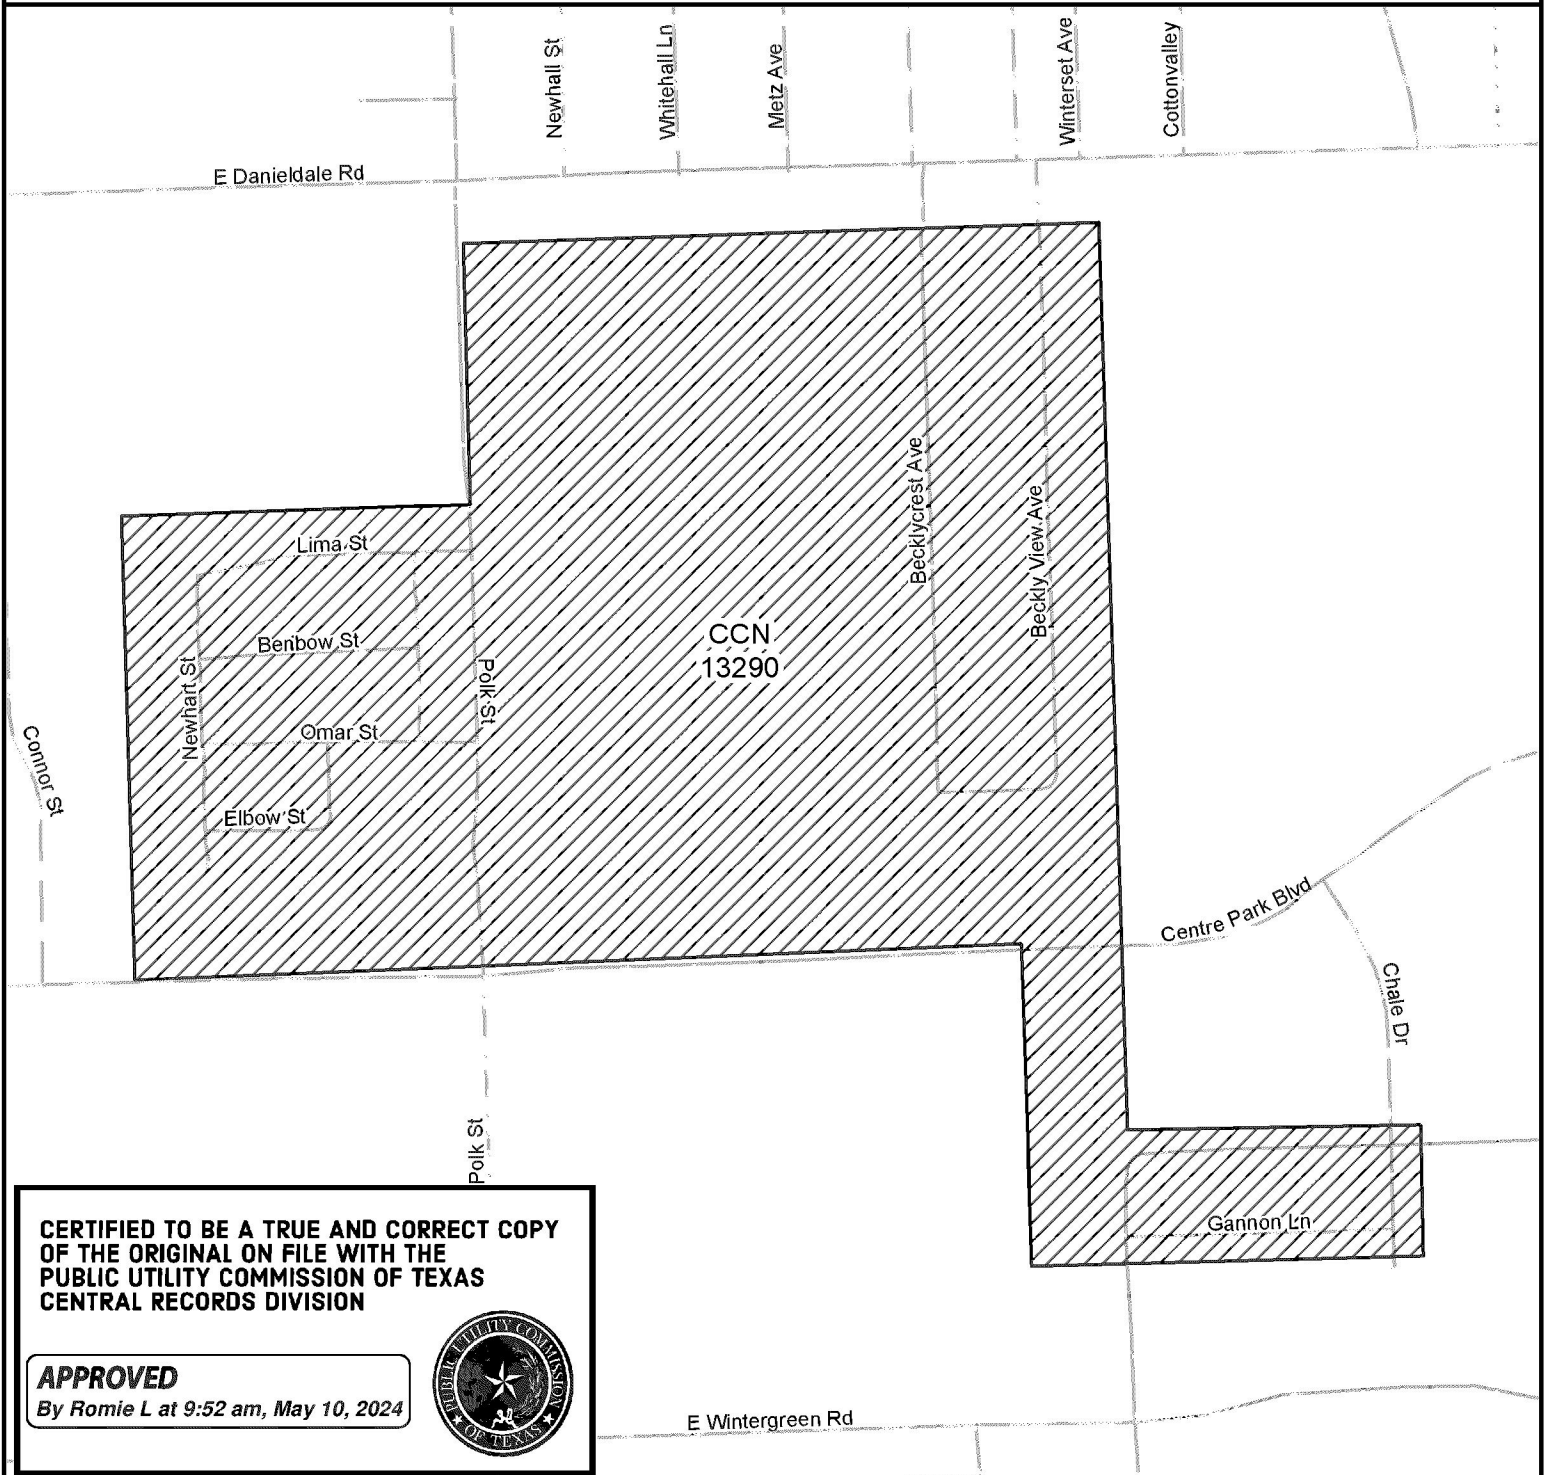 Newhall St
Whitehall Ln
Metz Ave
Winterset Ave
Cottonvalley
E Danieldale Rd
Becklycrest Ave
Beckly View Ave
Lima St
Benbow St
CCN
13290
Newhart St
Polk St
Omar St
Connor St
Elbow St
Centre Park Blvd
Chale Dr
Polk St
Gannon Ln
CERTIFIED TO BE A TRUE AND CORRECT COPY
OF THE ORIGINAL ON FILE WITH THE
PUBLIC UTILITY COMMISSION OF TEXAS
CENTRAL RECORDS DIVISION
APPROVED
By Romie L at 9:52 am, May 10, 2024
PUBLIC UTILITY COMMISSION
OF TEXAS
E Wintergreen Rd